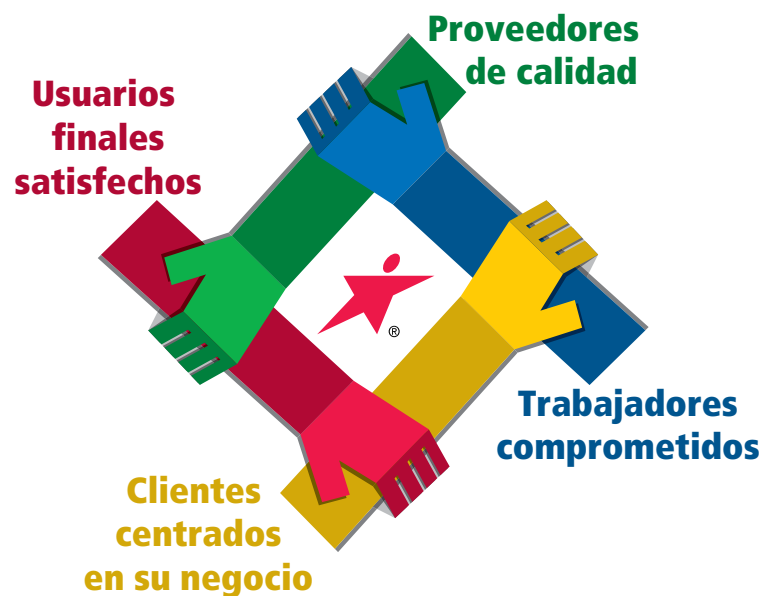 Proveedores
de calidad
Usuarios
finales
satisfechos
®
Trabajadores
comprometidos
Clientes
centrados
en su negocio